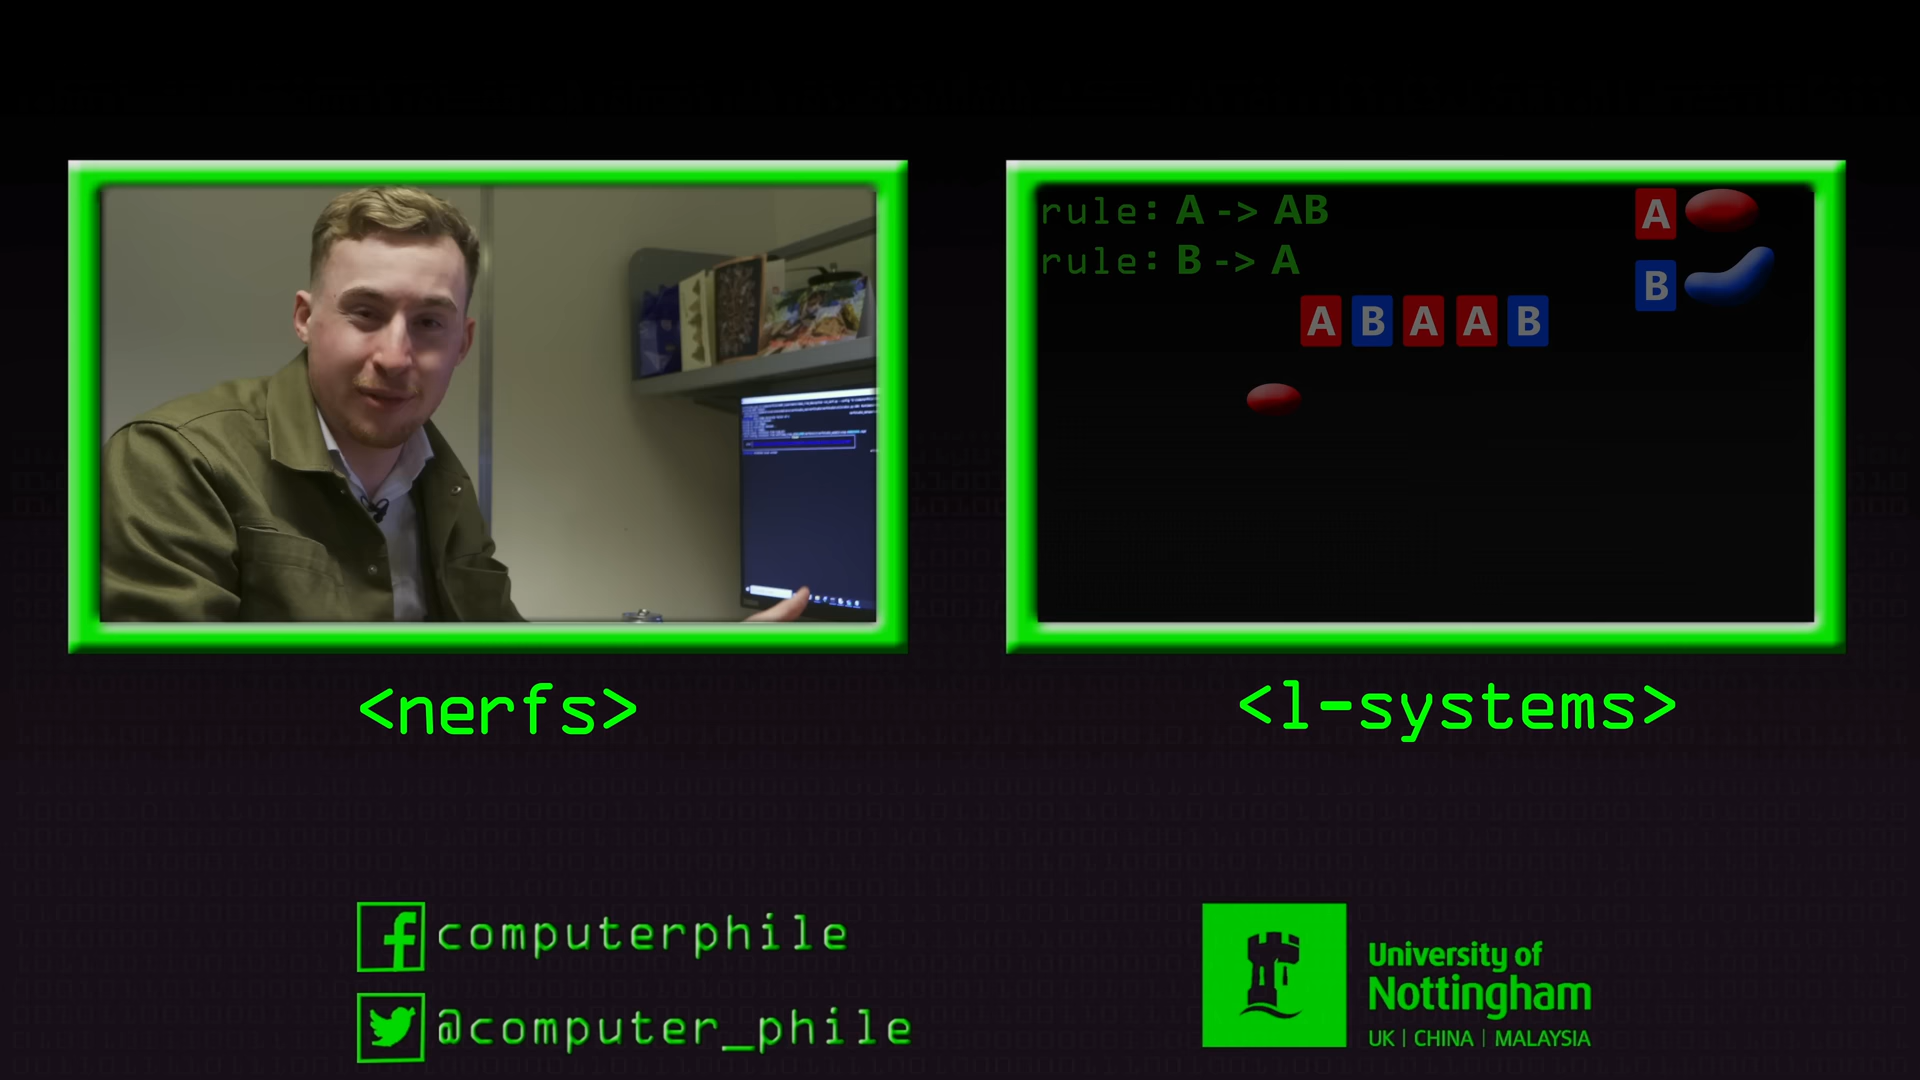 rule: A -> AB
rule: B -> A
A
B
A B A A B
<nerfs>
<l-systems>
computerphile
@computer_phile
University of
Nottingham
UK | CHINA | MALAYSIA